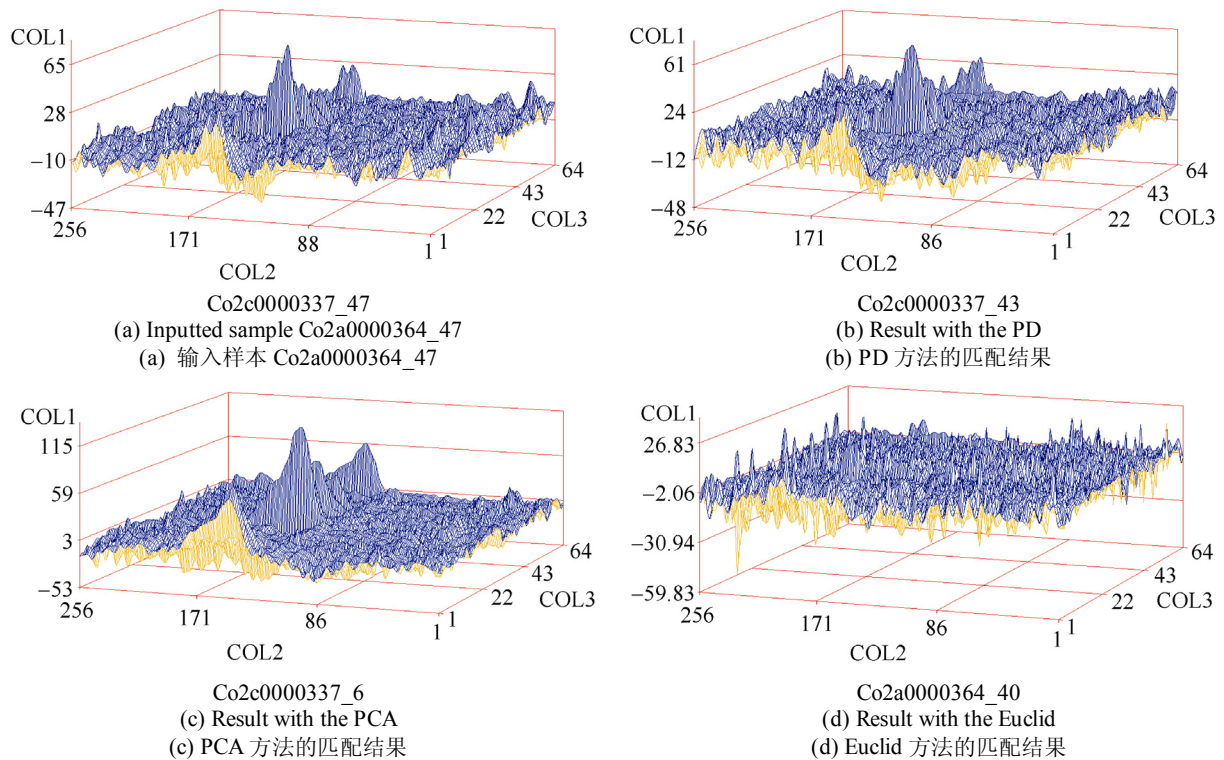 COL1
65
28
−10
−47
256
171
88
1
1
22
43
64
COL3
COL2
Co2c0000337_47
(a) Inputted sample Co2a0000364_47
(a) 输入样本 Co2a0000364_47
COL1
61
24
−12
−48
256
171
86
1
1
22
43
64
COL3
COL2
Co2c0000337_43
(b) Result with the PD
(b) PD 方法的匹配结果
COL1
115
59
3
−53
256
171
86
1
1
22
43
64
COL3
COL2
Co2c0000337_6
(c) Result with the PCA
(c) PCA 方法的匹配结果
COL1
26.83
−2.06
−30.94
−59.83
256
171
86
1
1
22
43
64
COL3
COL2
Co2a0000364_40
(d) Result with the Euclid
(d) Euclid 方法的匹配结果